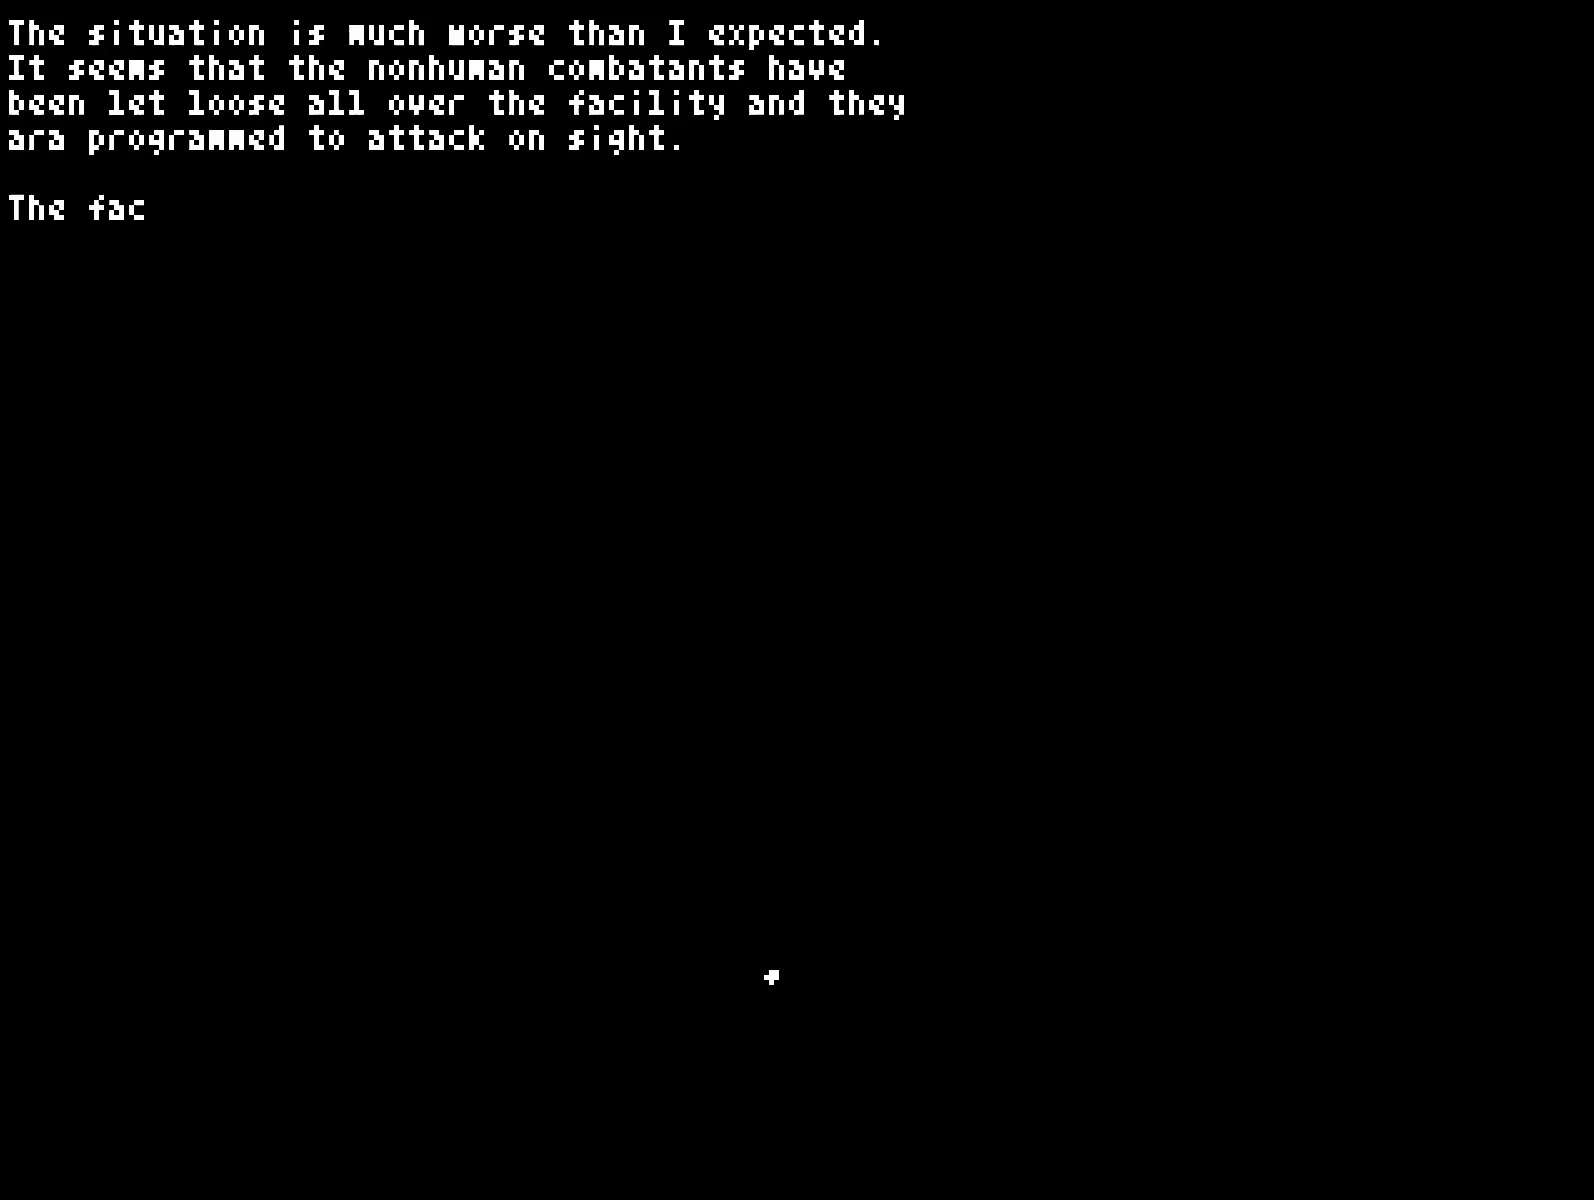 The situation is much worse than I expected.
It seems that the nonhuman combatants have
been let loose all over the facility and they
ara programmed to attack on sight.
The fac